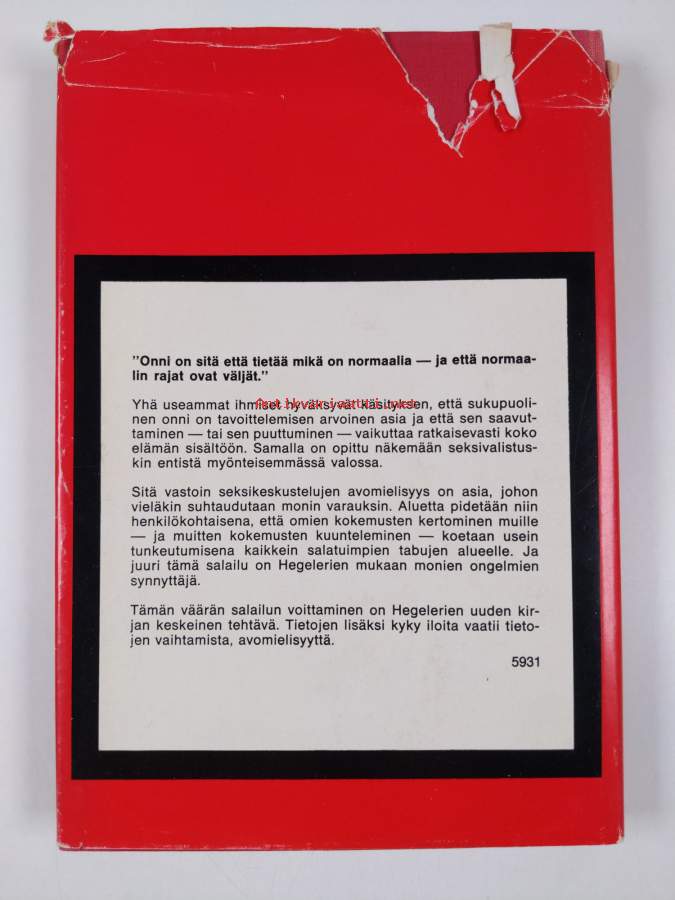 "Onni on sitä että tietää mikä on normaalia — ja että normaa-
lin rajat ovat väljät."
Yhä useammat ihmiset hyväksyvät käsityksen, että sukupuoli-
nen onni on tavoittelemisen arvoinen asia ja että sen saavut-
taminen — tai sen puuttuminen — vaikuttaa ratkaisevasti koko
elämän sisältöön. Samalla on opittu näkemään seksivalistus-
kin entistä myönteisemmässä valossa.
Sitä vastoin seksikeskustelujen avomielisyys on asia, johon
vieläkin suhtaudutaan monin varauksin. Aluetta pidetään niin
henkilökohtaisena, että omien kokemusten kertominen muille
— ja muitten kokemusten kuunteleminen — koetaan usein
tunkeutumisena kaikkein salatuimpien tabujen alueelle. Ja
juuri tämä salailu on Hegelerien mukaan monien ongelmien
synnyttäjä.
Tämän väärän salailun voittaminen on Hegelerien uuden kir-
jan keskeinen tehtävä. Tietojen lisäksi kyky iloita vaatii tieto-
jen vaihtamista, avomielisyyttä.
5931